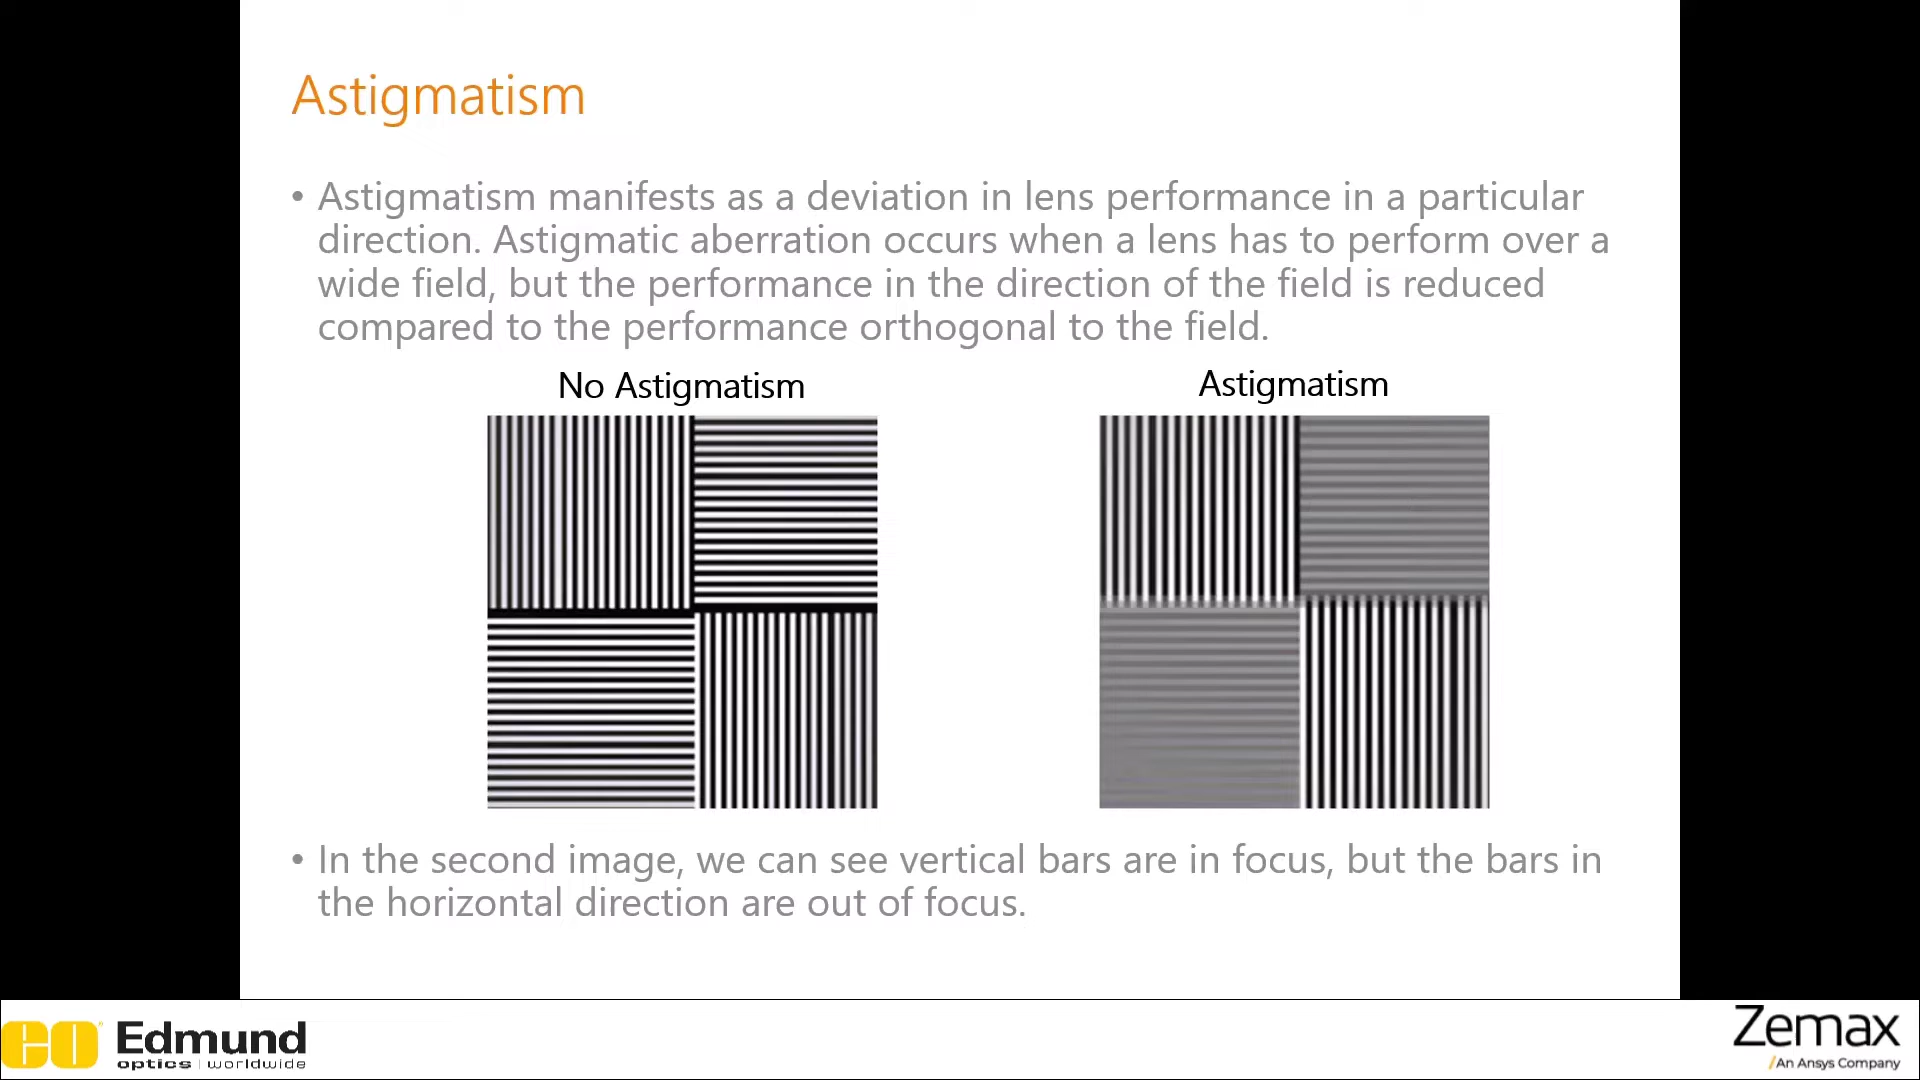 Astigmatism
• Astigmatism manifests as a deviation in lens performance in a particular
direction. Astigmatic aberration occurs when a lens has to perform over a
wide field, but the performance in the direction of the field is reduced
compared to the performance orthogonal to the field.
No Astigmatism
Astigmatism
• In the second image, we can see vertical bars are in focus, but the bars in
the horizontal direction are out of focus.
EO Edmund
optics | worldwide
Zemax
An Ansys Company